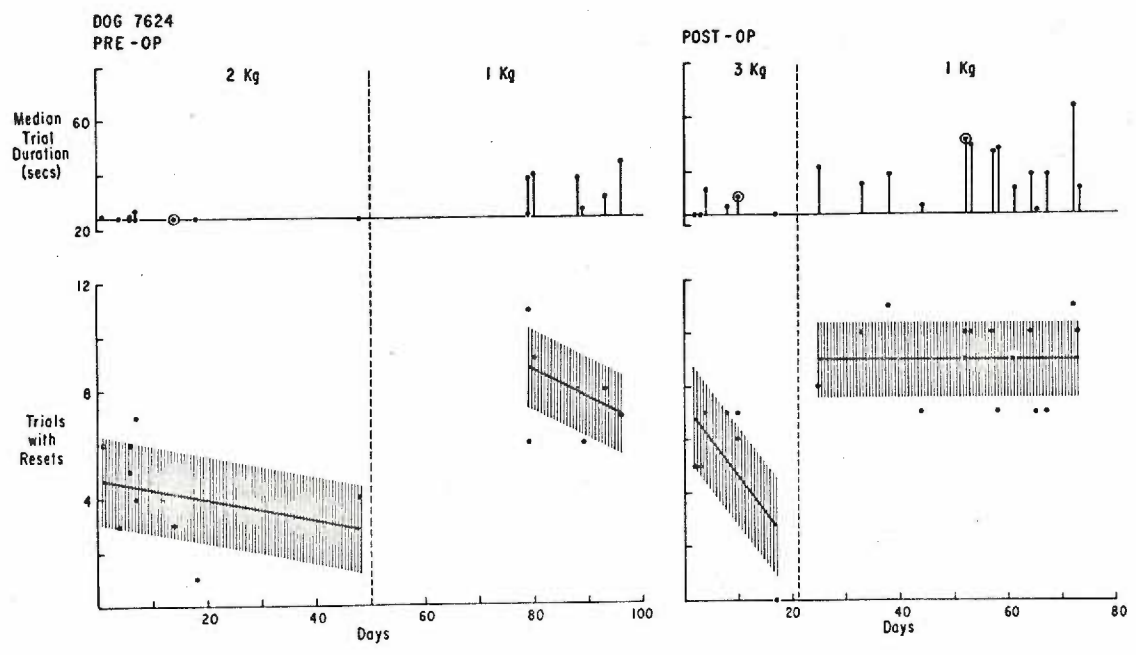 DOG 7624
PRE - OP
POST - OP
2 Kg
1 Kg
3 Kg
1 Kg
Median
Trial
Duration
(secs)
60
20
12
8
4
Trials
with
Resets
20
40
60
80
100
Days
20
40
60
80
Days